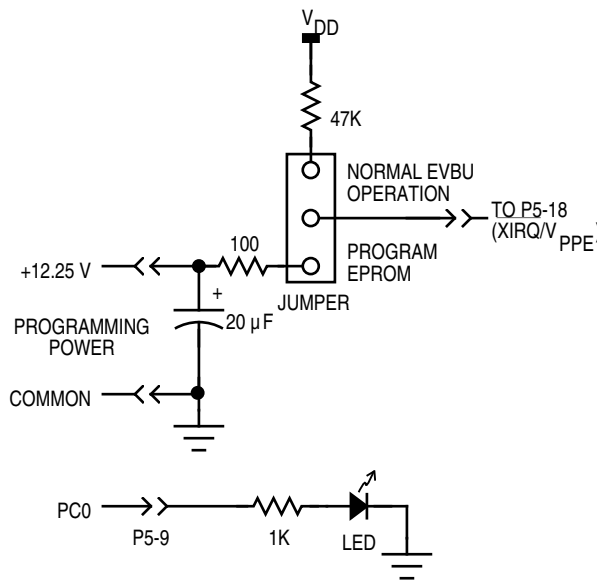 VDD
47K
NORMAL EVBU
OPERATION
TO P5-18
(XIRQ/VPPE
100
PROGRAM
EPROM
+12.25 V
JUMPER
+
20 µF
PROGRAMMING
POWER
COMMON
PC0
P5-9
1K
LED